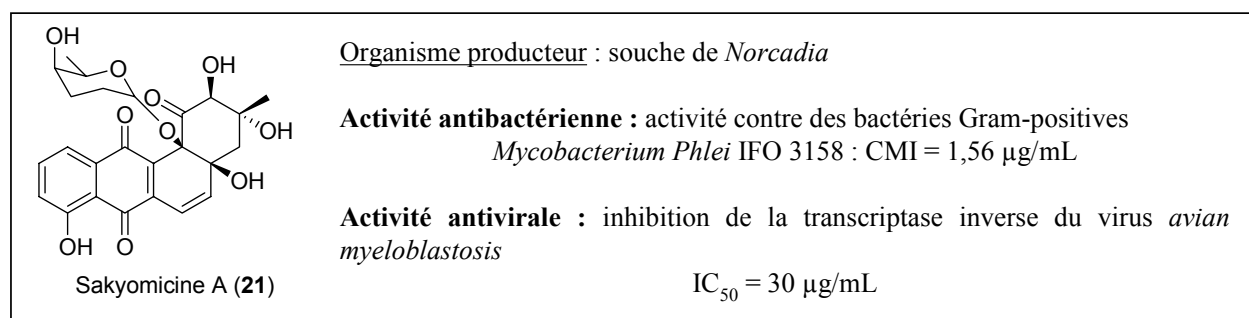 OH
O
OH
O
O
OH
O
OH
OH
O
Sakyomicine A (21)
Organisme producteur : souche de Norcadia
Activité antibactérienne : activité contre des bactéries Gram-positives
Mycobacterium Phlei IFO 3158 : CMI = 1,56 µg/mL
Activité antivirale : inhibition de la transcriptase inverse du virus avian
myeloblastosis
IC50 = 30 µg/mL